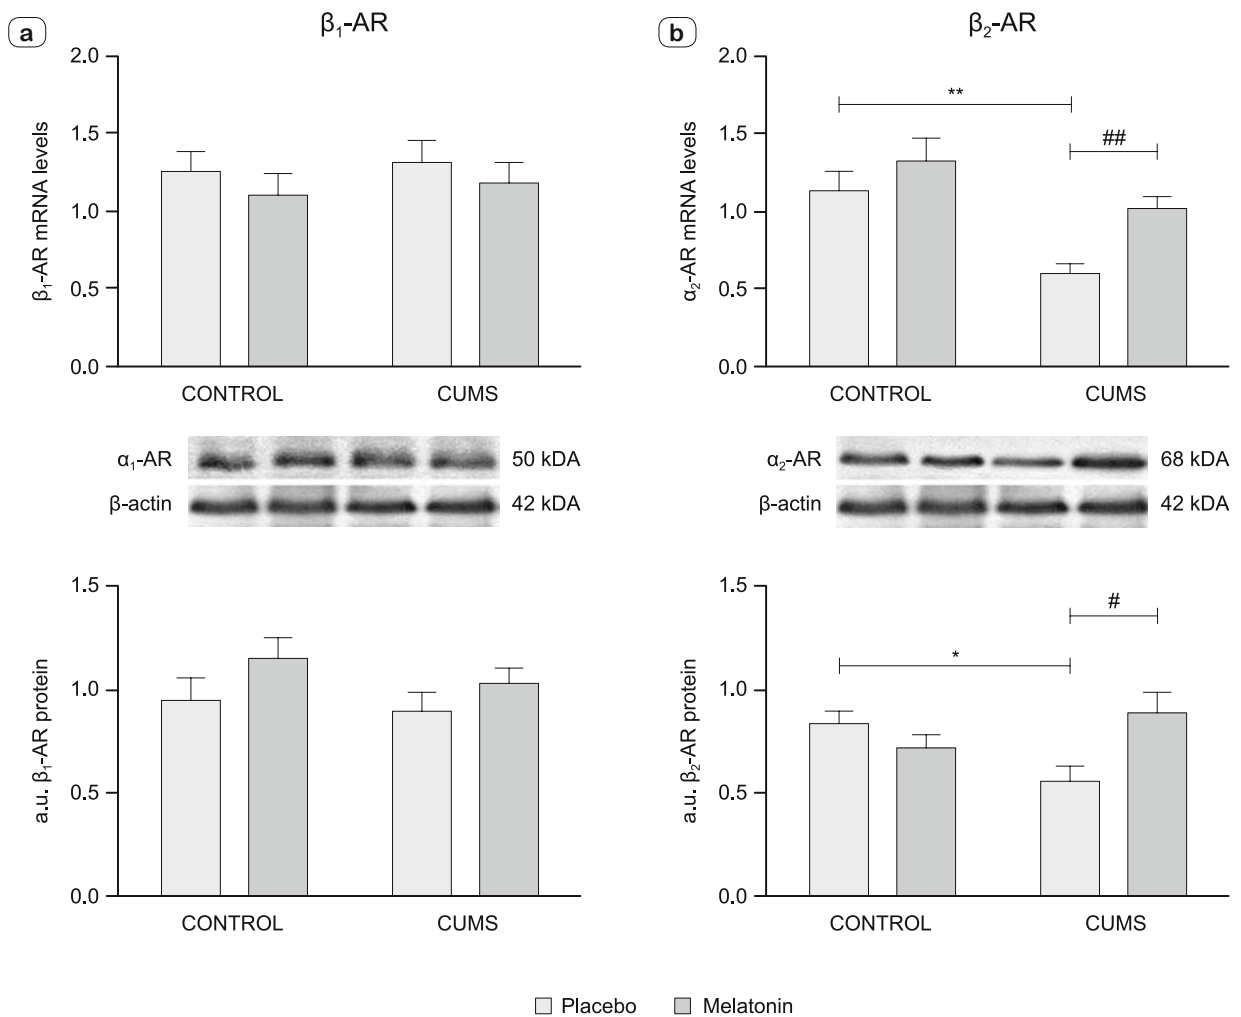 a
β₁-AR
2.0
1.5
1.0
0.5
0.0
β₁-AR mRNA levels
CONTROL
CUMS
α₁-AR
50 kDA
β-actin
42 kDA
1.5
1.0
0.5
0.0
a.u. β₁-AR protein
CONTROL
CUMS
b
β₂-AR
2.0
1.5
1.0
0.5
0.0
α₂-AR mRNA levels
**
##
CONTROL
CUMS
α₂-AR
68 kDA
β-actin
42 kDA
1.5
1.0
0.5
0.0
a.u. β₂-AR protein
*
#
CONTROL
CUMS
Placebo
Melatonin